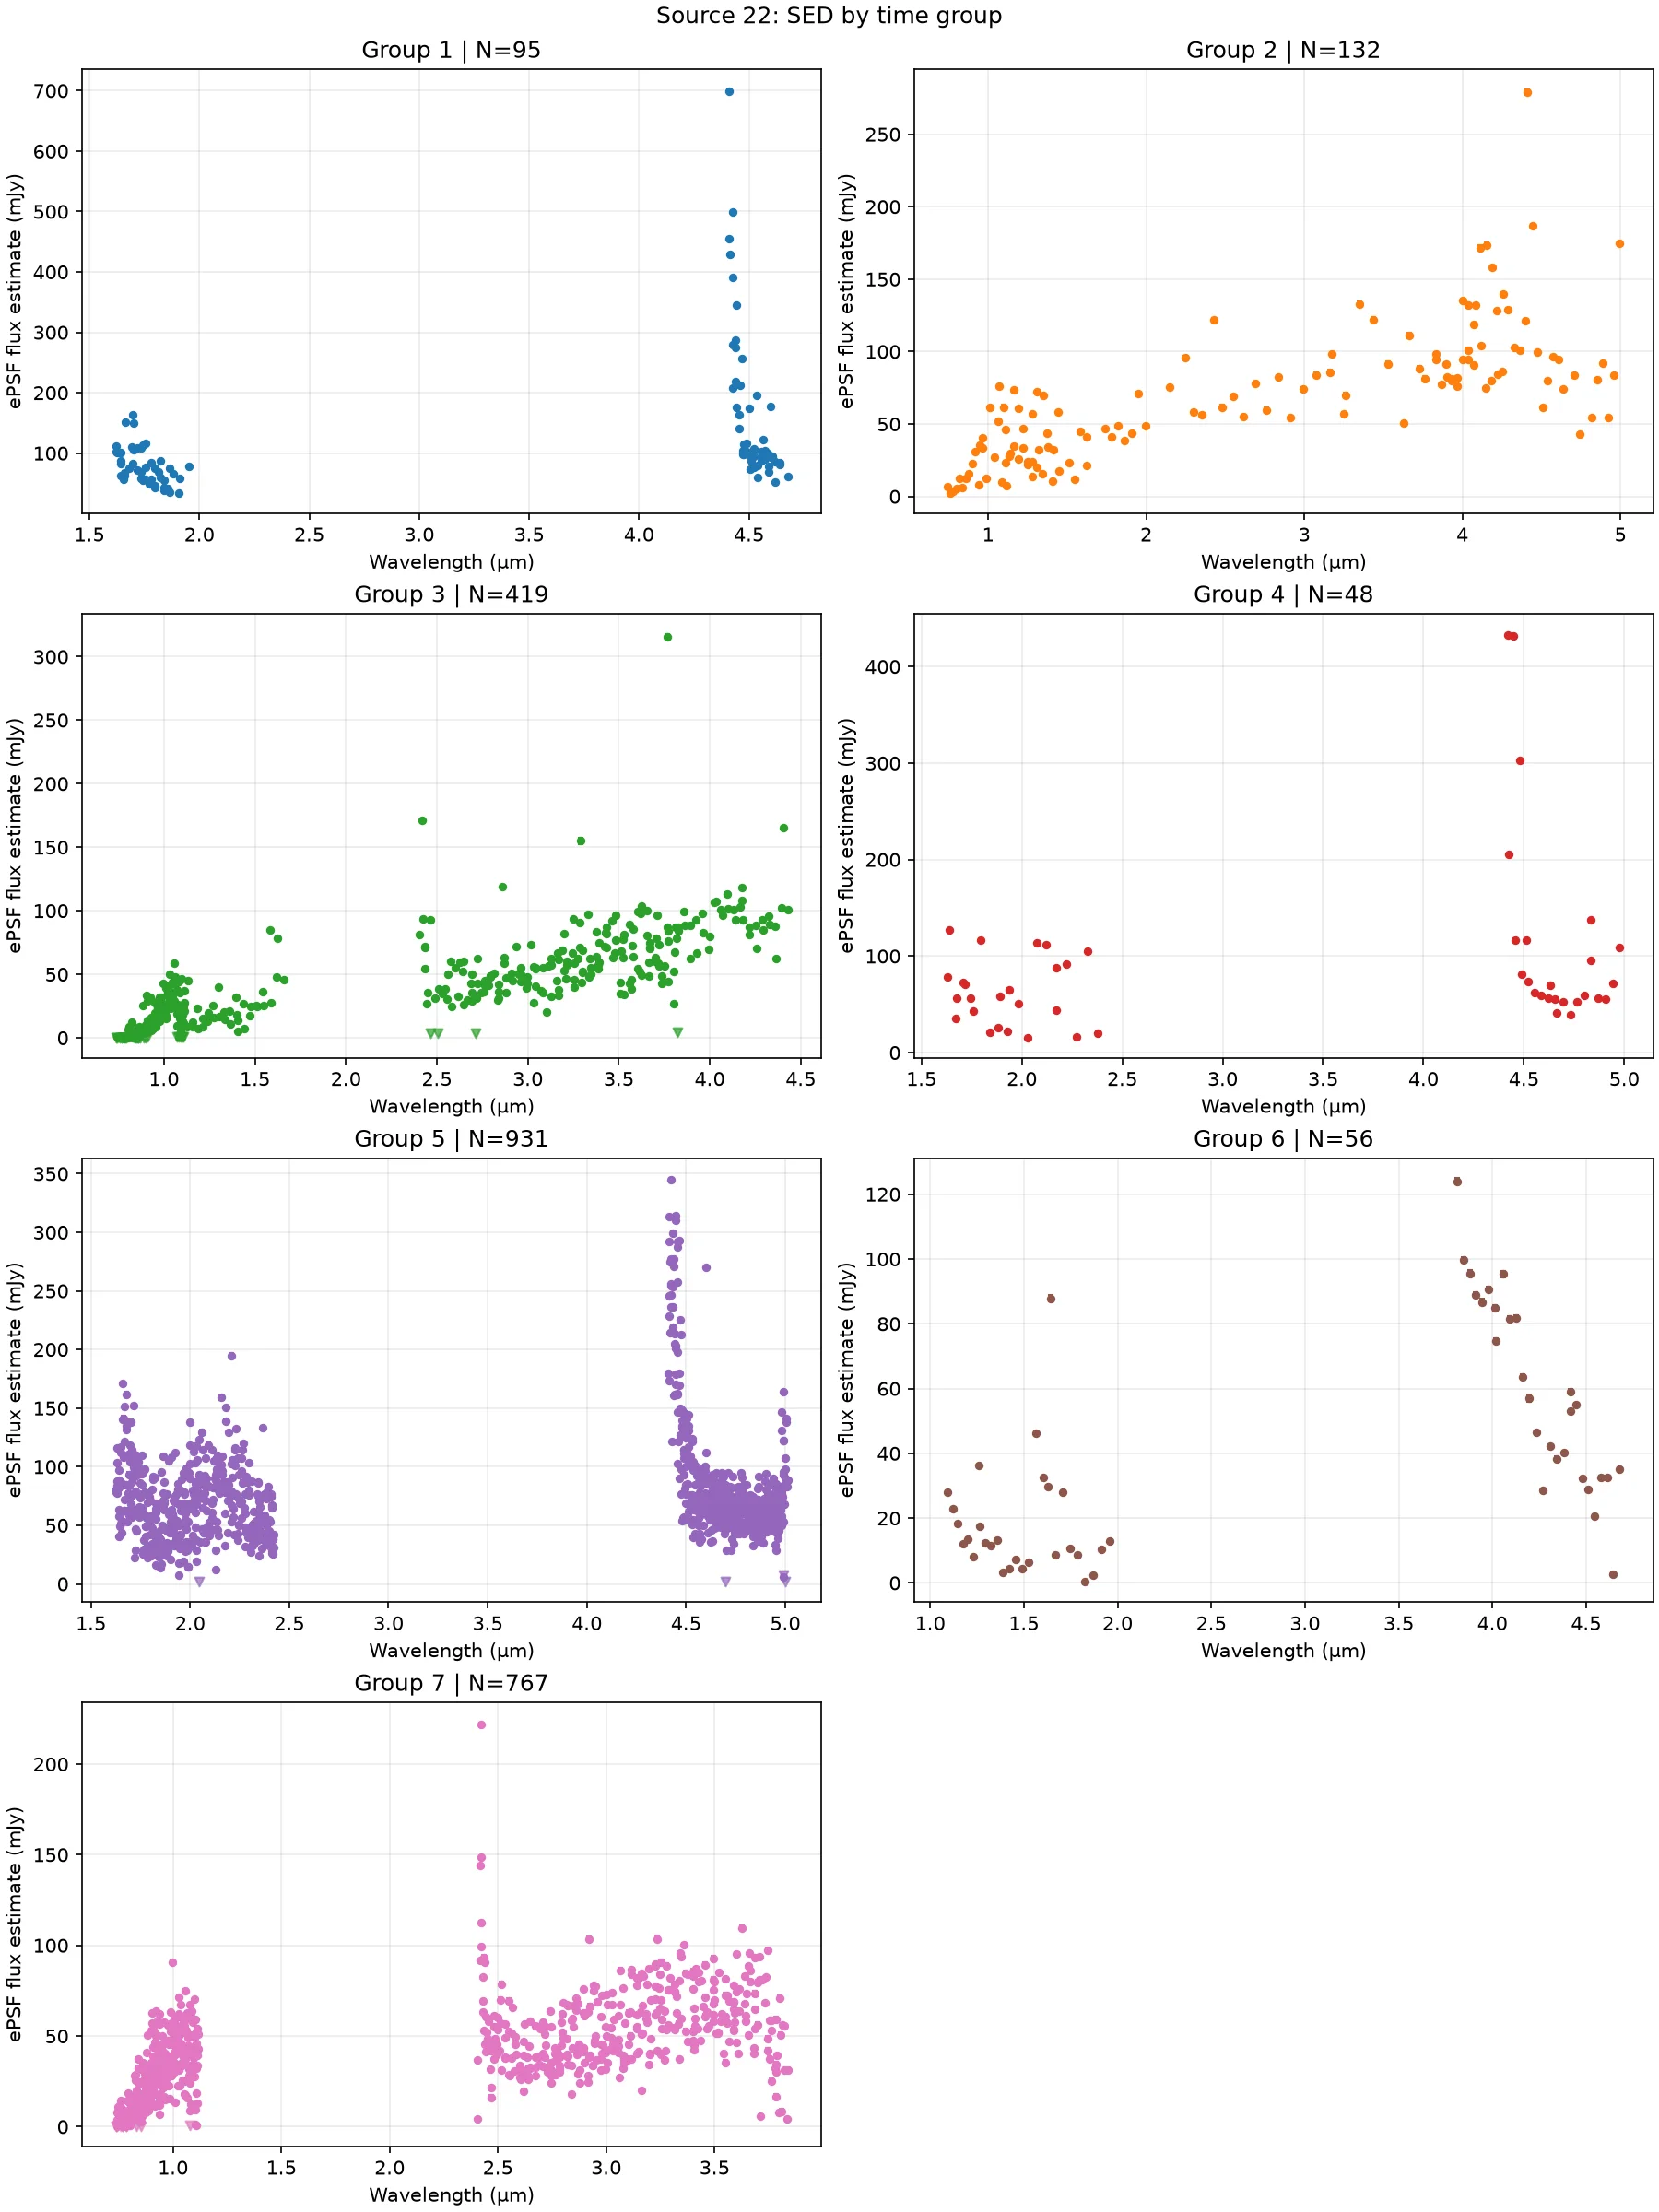 Source 22: SED by time group
Group 1 | N=95
700
600
500
400
300
200
100
ePSF flux estimate (mJy)
1.5 2.0 2.5 3.0 3.5 4.0 4.5
Wavelength (μm)
Group 2 | N=132
250
200
150
100
50
0
ePSF flux estimate (mJy)
1 2 3 4 5
Wavelength (μm)
Group 3 | N=419
300
250
200
150
100
50
0
ePSF flux estimate (mJy)
1.0 1.5 2.0 2.5 3.0 3.5 4.0 4.5
Wavelength (μm)
Group 4 | N=48
400
300
200
100
0
ePSF flux estimate (mJy)
1.5 2.0 2.5 3.0 3.5 4.0 4.5 5.0
Wavelength (μm)
Group 5 | N=931
350
300
250
200
150
100
50
0
ePSF flux estimate (mJy)
1.5 2.0 2.5 3.0 3.5 4.0 4.5 5.0
Wavelength (μm)
Group 6 | N=56
120
100
80
60
40
20
0
ePSF flux estimate (mJy)
1.0 1.5 2.0 2.5 3.0 3.5 4.0 4.5
Wavelength (μm)
Group 7 | N=767
200
150
100
50
0
ePSF flux estimate (mJy)
1.0 1.5 2.0 2.5 3.0 3.5
Wavelength (μm)